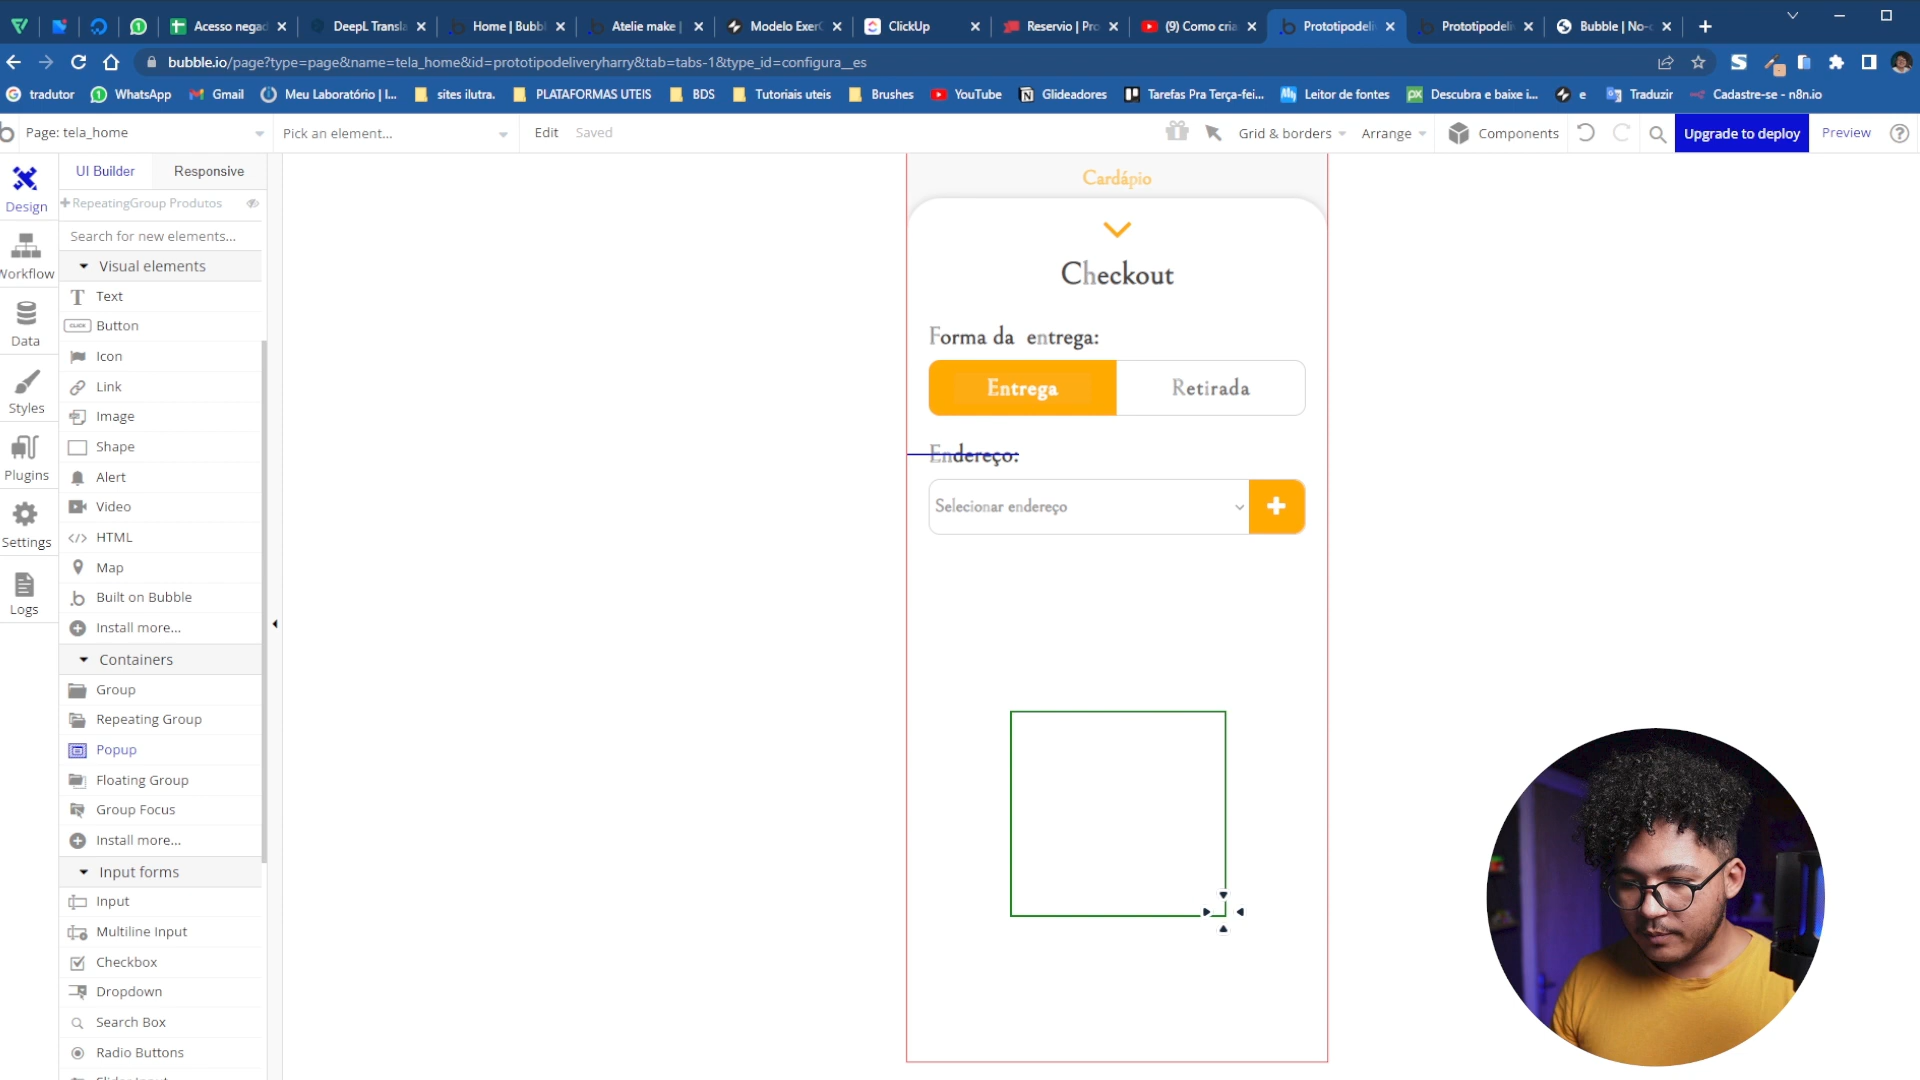 Acesso negad
DeepL Transla
Home | Bubbl
Atelie make |
Modelo Exer
ClickUp
Reservio | Pro
(9) Como cria
Prototipodeli
Prototipodeli
Bubble | No-c
bubble.io/page?type=page&name=tela_home&id=prototipodeliveryharry&tab=tabs-1&type_id=configura__es
tradutor
WhatsApp
Gmail
Meu Laboratório | I...
sites ilutra.
PLATAFORMAS UTEIS
BDS
Tutoriais uteis
Brushes
YouTube
Glideadores
Tarefas Pra Terça-fei...
Leitor de fontes
Descubra e baixe i...
e
Traduzir
Cadastre-se - n8n.io
Page: tela_home
Pick an element...
Edit
Saved
Grid & borders
Arrange
Components
Upgrade to deploy
Preview
UI Builder
Responsive
Design
Workflow
Data
Styles
Plugins
Settings
Logs
RepeatingGroup Produtos
Search for new elements...
Visual elements
Text
CLICK
Button
Icon
Link
Image
Shape
Alert
Video
HTML
Map
Built on Bubble
Install more...
Containers
Group
Repeating Group
Popup
Floating Group
Group Focus
Install more...
Input forms
Input
Multiline Input
Checkbox
Dropdown
Search Box
Radio Buttons
Cardápio
Checkout
Forma da entrega:
Entrega
Retirada
Endereço:
Selecionar endereço